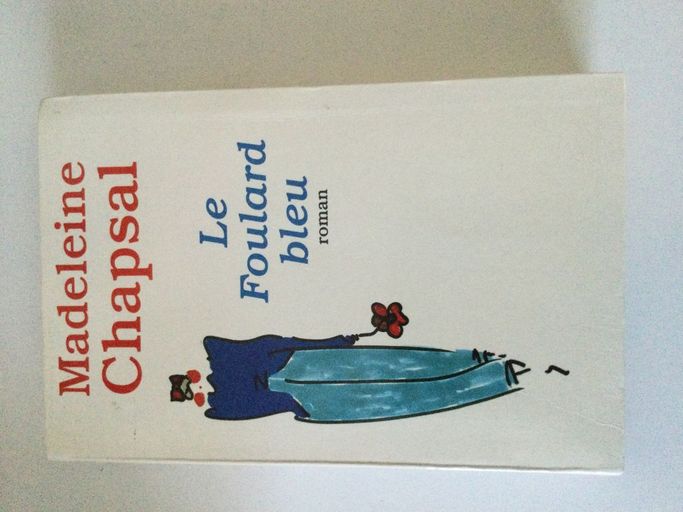 Madeleine
Chapsal
Le
Foulard
bleu
roman